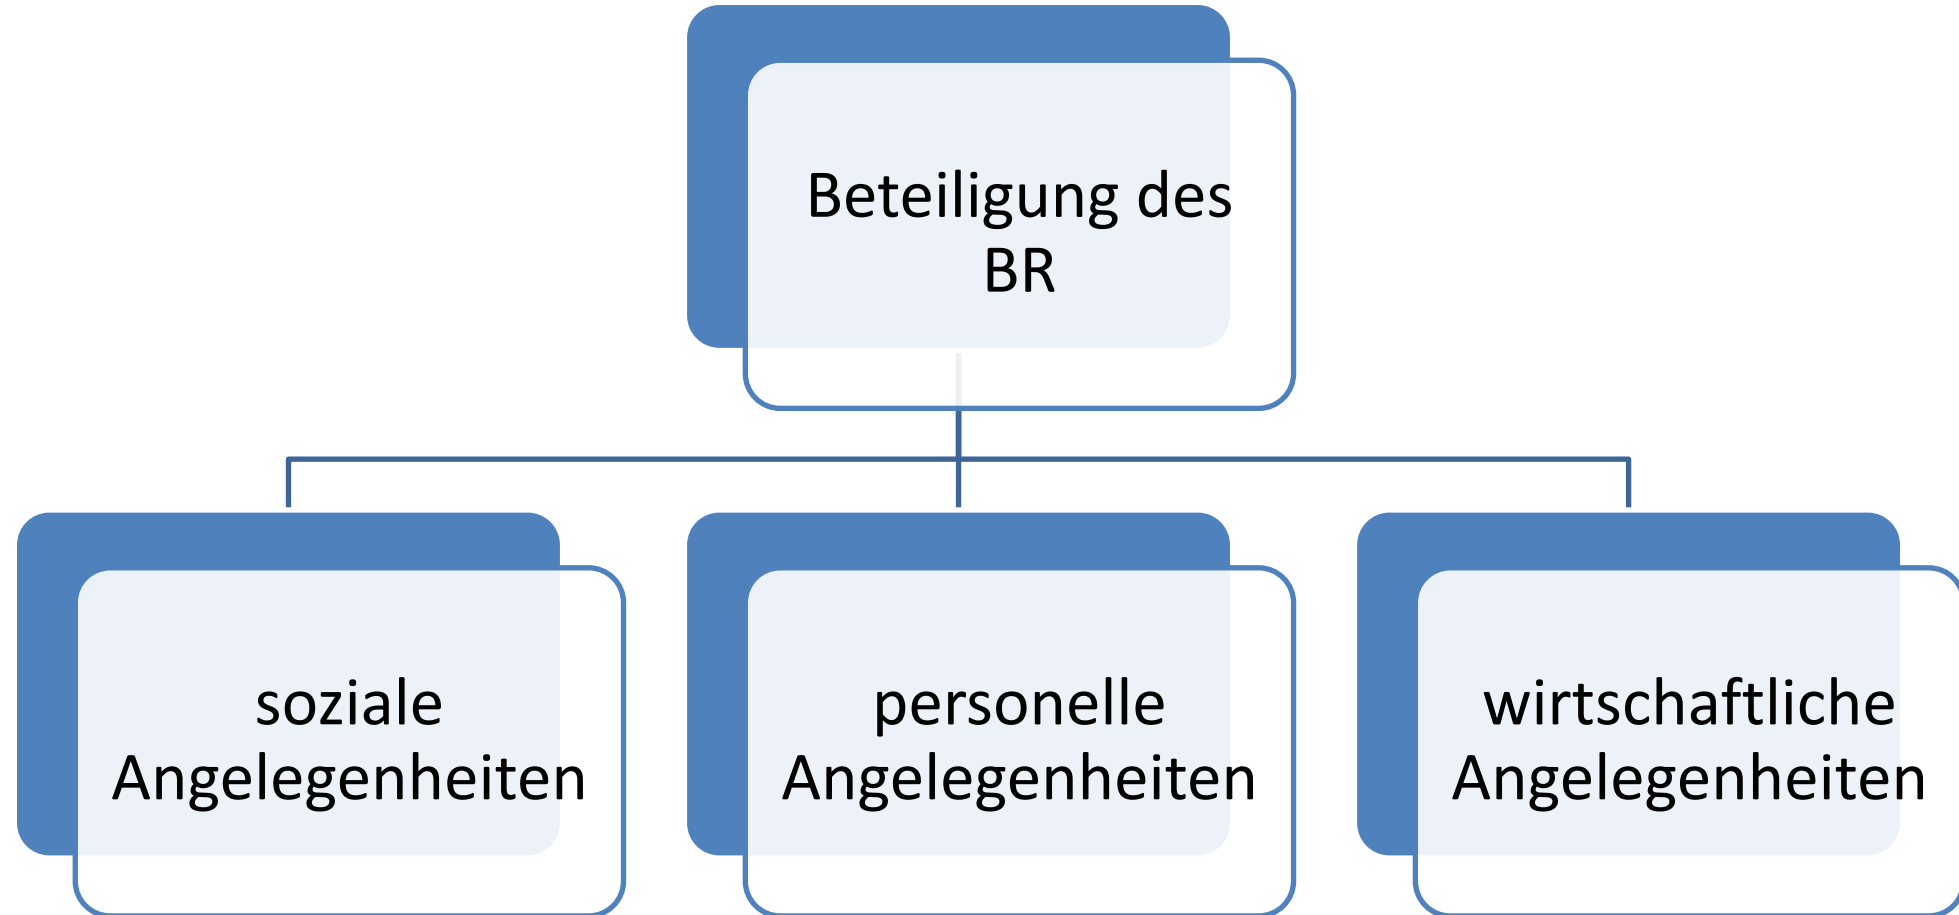 Beteiligung des
BR
soziale
Angelegenheiten
personelle
Angelegenheiten
wirtschaftliche
Angelegenheiten